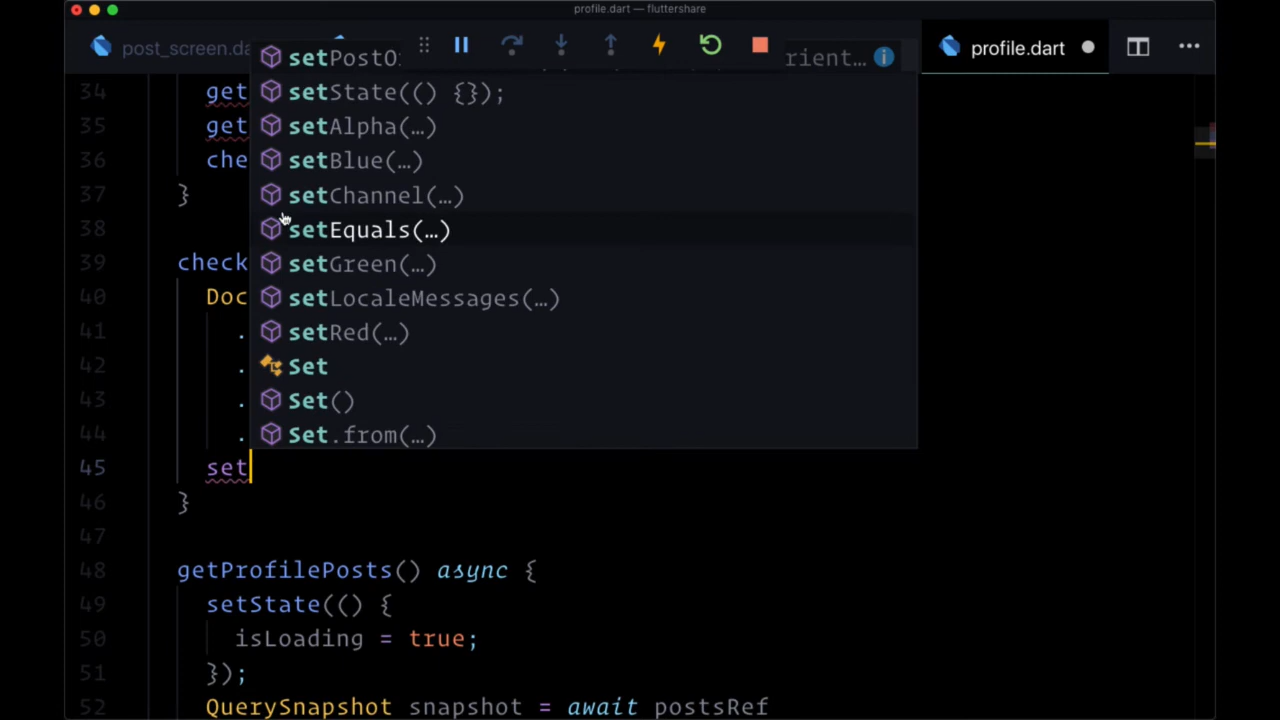 profile.dart — fluttershare
post_screen.da
profile.dart
setPostO
rient…
34 get
setState(() {});
35 get
setAlpha(…)
36 che
setBlue(…)
37 }
setChannel(…)
38
setEquals(…)
39 check
setGreen(…)
40 Doc
setLocaleMessages(…)
41 .
setRed(…)
42 .
Set
43 .
Set()
44 .
Set.from(…)
45 set
46 }
47
48 getProfilePosts() async {
49 setState(() {
50 isLoading = true;
51 });
52 QuerySnapshot snapshot = await postsRef